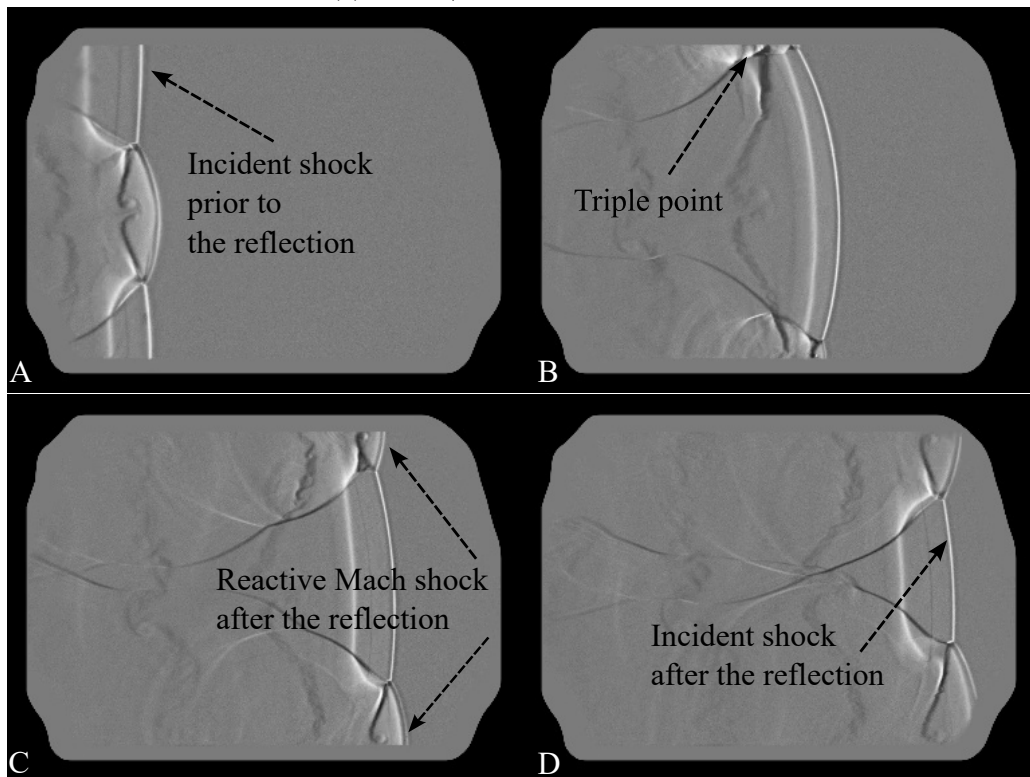 Incident shock
prior to
the reflection
A
Triple point
B
Reactive Mach shock
after the reflection
C
Incident shock
after the reflection
D